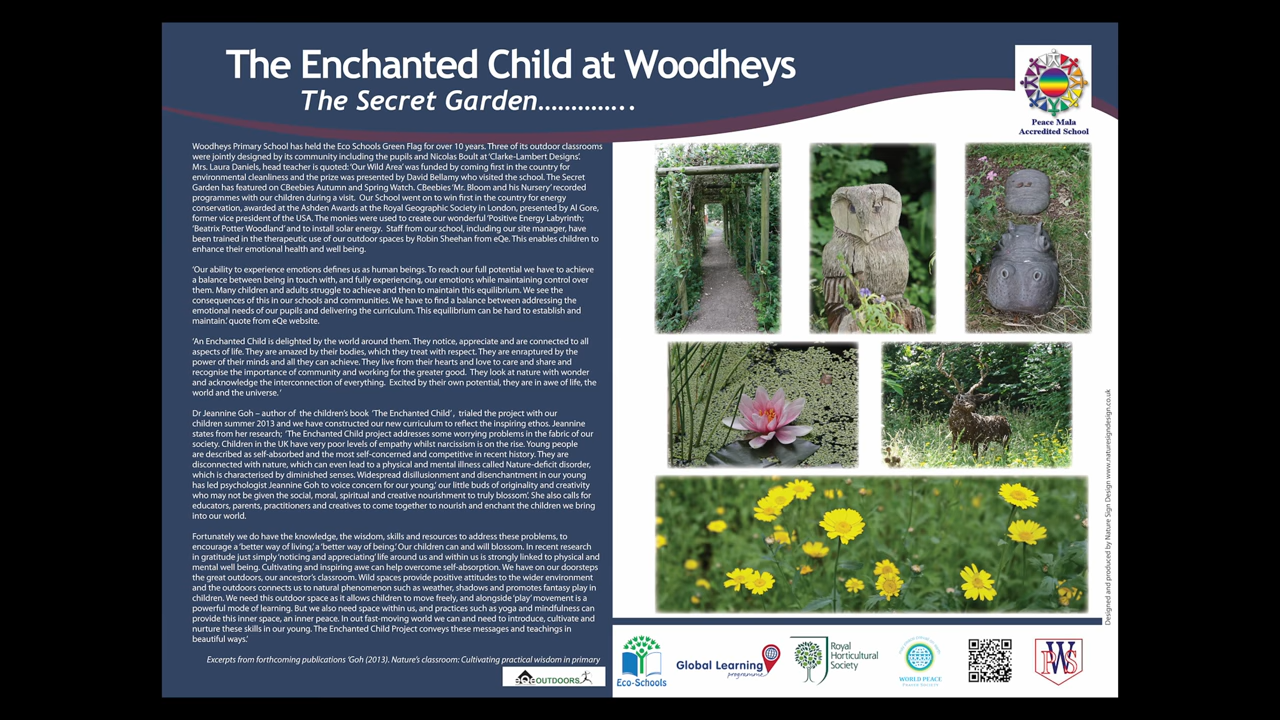 The Enchanted Child at Woodheys
The Secret Garden…………..
Peace Mala
Accredited School
Woodheys Primary School has held the Eco Schools Green Flag for over 10 years. Three of its outdoor classrooms
were jointly designed by its community including the pupils and Nicolas Boult at 'Clarke-Lambert Designs'.
Mrs. Laura Daniels, head teacher is quoted: 'Our Wild Area' was funded by coming first in the country for
environmental cleanliness and the prize was presented by David Bellamy who visited the school. The Secret
Garden has featured on CBeebies Autumn and Spring Watch. CBeebies 'Mr. Bloom and his Nursery' recorded
programmes with our children during a visit.  Our School went on to win first in the country for energy
conservation, awarded at the Ashden Awards at the Royal Geographic Society in London, presented by Al Gore,
former vice president of the USA. The monies were used to create our wonderful 'Positive Energy Labyrinth;
'Beatrix Potter Woodland' and to install solar energy.  Staff from our school, including our site manager, have
been trained in the therapeutic use of our outdoor spaces by Robin Sheehan from eQe. This enables children to
enhance their emotional health and well being.
'Our ability to experience emotions defines us as human beings. To reach our full potential we have to achieve
a balance between being in touch with, and fully experiencing, our emotions while maintaining control over
them. Many children and adults struggle to achieve and then to maintain this equilibrium. We see the
consequences of this in our schools and communities. We have to find a balance between addressing the
emotional needs of our pupils and delivering the curriculum. This equilibrium can be hard to establish and
maintain.' quote from eQe website.
'An Enchanted Child is delighted by the world around them. They notice, appreciate and are connected to all
aspects of life. They are amazed by their bodies, which they treat with respect. They are enraptured by the
power of their minds and all they can achieve. They live from their hearts and love to care and share and
recognise the importance of community and working for the greater good.  They look at nature with wonder
and acknowledge the interconnection of everything.  Excited by their own potential, they are in awe of life, the
world and the universe. '
Dr Jeannine Goh – author of  the children's book  'The Enchanted Child' ,  trialed the project with our
children summer 2013 and we have constructed our new curriculum to reflect the inspiring ethos. Jeannine
states from her research;  'The Enchanted Child project addresses some worrying problems in the fabric of our
society. Children in the UK have very poor levels of empathy whilst narcissism is on the rise. Young people
are described as self-absorbed and the most self-concerned and competitive in recent history. They are
disconnected with nature, which can even lead to a physical and mental illness called Nature-deficit disorder,
which is characterised by diminished senses. Widespread disillusionment and disenchantment in our young
has led psychologist Jeannine Goh to voice concern for our young,' our little buds of originality and creativity
who may not be given the social, moral, spiritual and creative nourishment to truly blossom'. She also calls for
educators, parents, practitioners and creatives to come together to nourish and enchant the children we bring
into our world.
Fortunately we do have the knowledge, the wisdom, skills and resources to address these problems, to
encourage a 'better way of living,' a 'better way of being.' Our children can and will blossom. In recent research
in gratitude just simply 'noticing and appreciating' life around us and within us is strongly linked to physical and
mental well being. Cultivating and inspiring awe can help overcome self-absorption. We have on our doorsteps
the great outdoors, our ancestor's classroom. Wild spaces provide positive attitudes to the wider environment
and the outdoors connects us to natural phenomenon such as weather, shadows and promotes fantasy play in
children. We need this outdoor space as it allows children to move freely, and alongside 'play' movement is a
powerful mode of learning. But we also need space within us, and practices such as yoga and mindfulness can
provide this inner space, an inner peace. In out fast-moving world we can and need to introduce, cultivate and
nurture these skills in our young. The Enchanted Child Project conveys these messages and teachings in
beautiful ways.'
Excerpts from forthcoming publications 'Goh (2013). Nature's classroom: Cultivating practical wisdom in primary
eQeOUTDOORS
Designed and produced by Nature Sign Design www.naturesigndesign.co.uk
Eco-Schools
Global Learning
programme
Royal
Horticultural
Society
WORLD PEACE
PRAYER SOCIETY
WPS